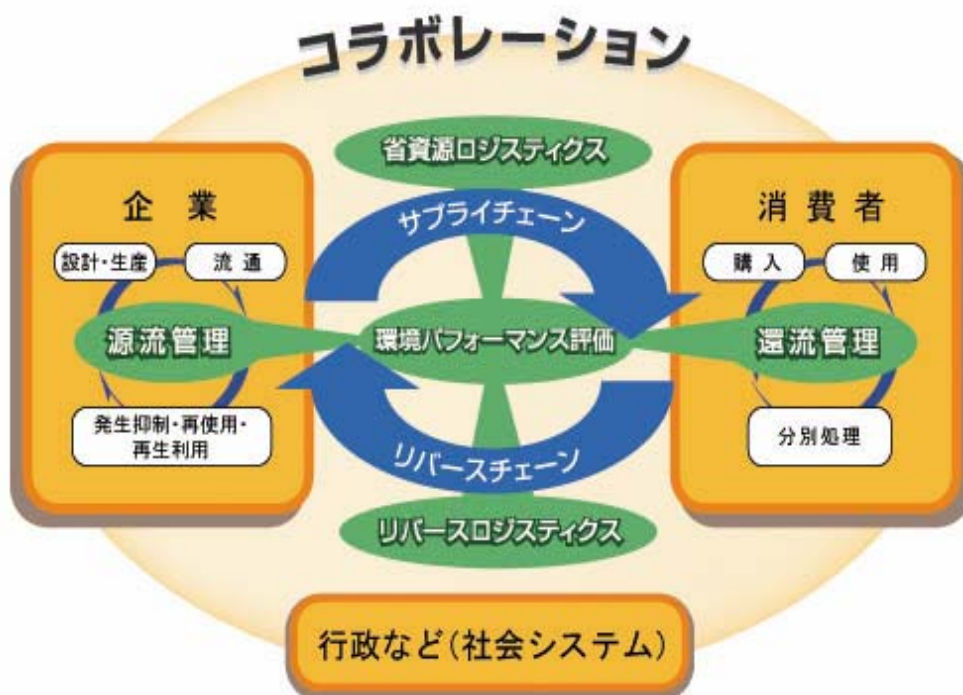 コラボレーション
省資源ロジスティクス
企業
設計・生産
流通
源流管理
発生抑制・再使用・
再生利用
サプライチェーン
環境パフォーマンス評価
リバースチェーン
消費者
購入
使用
還流管理
分別処理
リバースロジスティクス
行政など(社会システム)